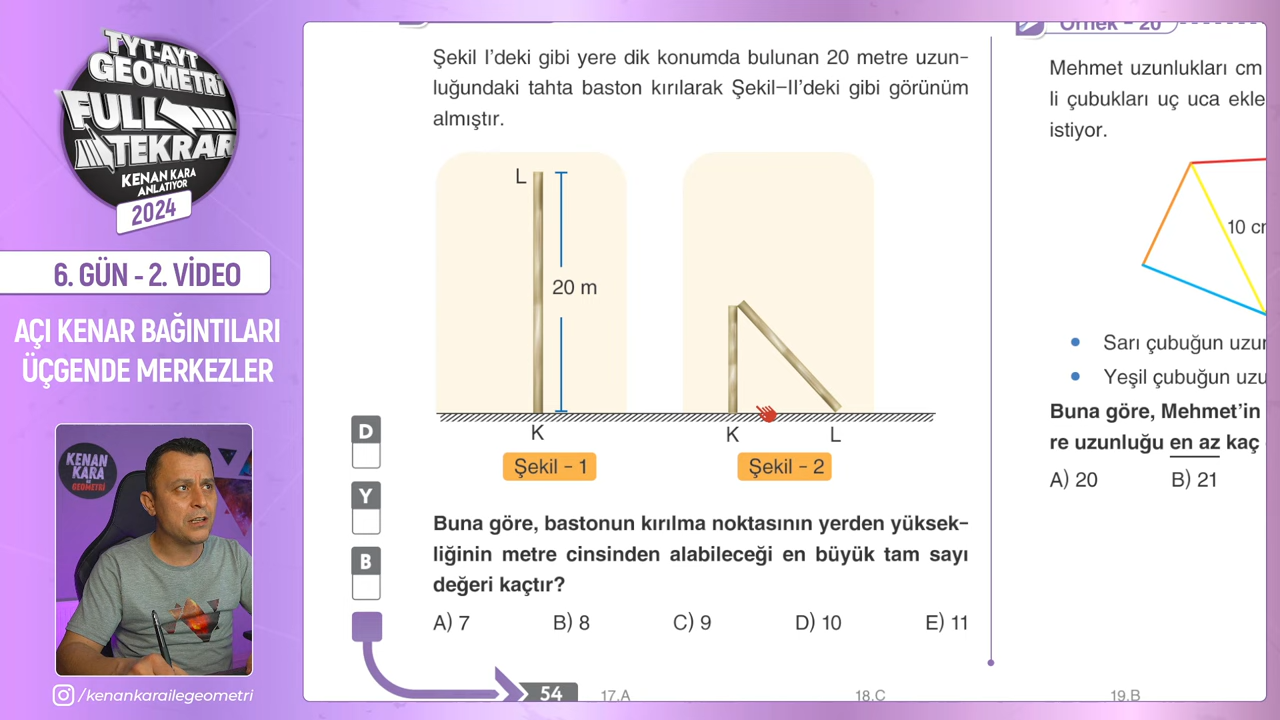 TYT-AYT
GEOMETRİ
FULL
TEKRAR
KENAN KARA
ANLATIYOR
2024
6. GÜN - 2. VİDEO
AÇI KENAR BAĞINTILARI
ÜÇGENDE MERKEZLER
KENAN
KARA
GEOMETRİ
/kenankarailegeometri
Şekil I’deki gibi yere dik konumda bulunan 20 metre uzun-
luğundaki tahta baston kırılarak Şekil-II’deki gibi görünüm
almıştır.
L
20 m
K
Şekil - 1
K
L
Şekil - 2
D
Y
B
Buna göre, bastonun kırılma noktasının yerden yüksek-
liğinin metre cinsinden alabileceği en büyük tam sayı
değeri kaçtır?
A) 7 B) 8 C) 9 D) 10 E) 11
54
17.A 18.C 19.B
Örnek - 20
Mehmet uzunlukları cm
li çubukları uç uca ekle
istiyor.
10 cm
• Sarı çubuğun uzun
• Yeşil çubuğun uzu
Buna göre, Mehmet’in
re uzunluğu en az kaç
A) 20 B) 21